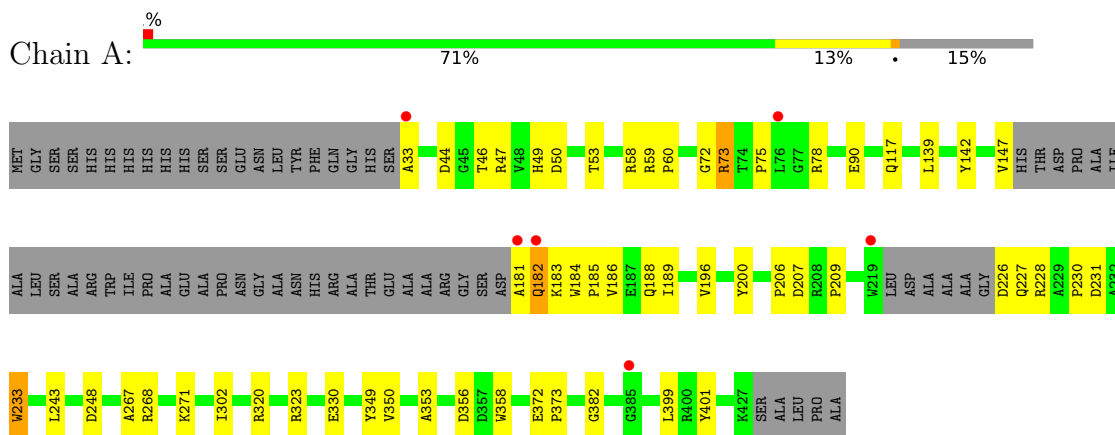 .%
Chain A:
71% 13% • 15%
MET GLY SER SER HIS HIS HIS HIS HIS HIS SER SER GLU ASN LEU TYR PHE GLN GLY HIS SER A33 D44 G45 T46 R47 V48 H49 D50 T53 R58 R59 P60 G72 R73 T74 P75 L76 G77 R78 E90 Q117 L139 Y142 V147 HIS THR ASP PRO ALA ILE
ALA LEU SER ALA ARG TRP ILE PRO ALA GLU ALA PRO ASN GLY ALA ASN HIS ARG ALA THR GLU ALA ALA ARG GLY SER ASP A181 Q182 K183 W184 P185 V186 E187 Q188 I189 V196 Y200 P206 D207 R208 P209 W219 LEU ASP ALA ALA ALA GLY D226 Q227 R228 A229 P230 D231 A232
W233 L243 D248 A267 R268 K271 I302 R320 R323 E330 Y349 V350 A353 D356 D357 W358 E372 P373 G382 G385 L399 R400 Y401 K427 SER ALA LEU PRO ALA